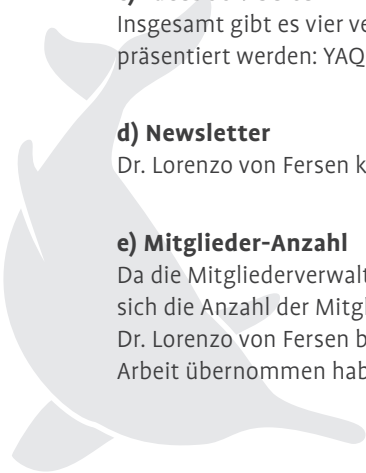 Insgesamt gibt es vier ve
präsentiert werden: YAQ
d) Newsletter
Dr. Lorenzo von Fersen k
e) Mitglieder-Anzahl
Da die Mitgliederverwalt
sich die Anzahl der Mitgl
Dr. Lorenzo von Fersen b
Arbeit übernommen hab